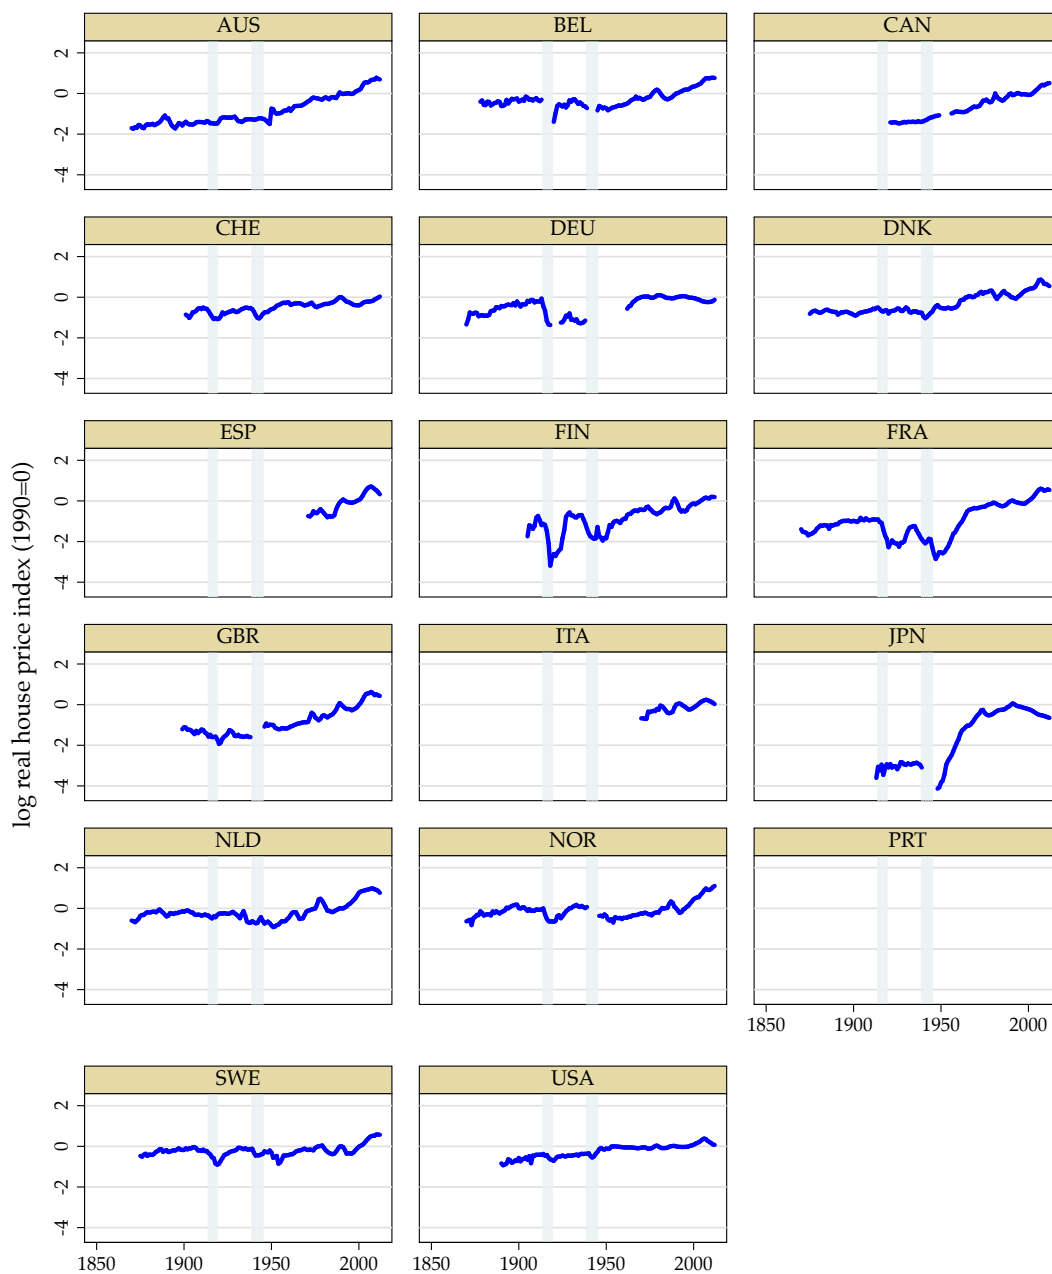 AUS BEL CAN
2
0
-2
-4
CHE DEU DNK
2
0
-2
-4
ESP FIN FRA
2
0
-2
-4
log real house price index (1990=0)
GBR ITA JPN
2
0
-2
-4
NLD NOR PRT
2
0
-2
-4
1850 1900 1950 2000
SWE USA
2
0
-2
-4
1850 1900 1950 2000 1850 1900 1950 2000